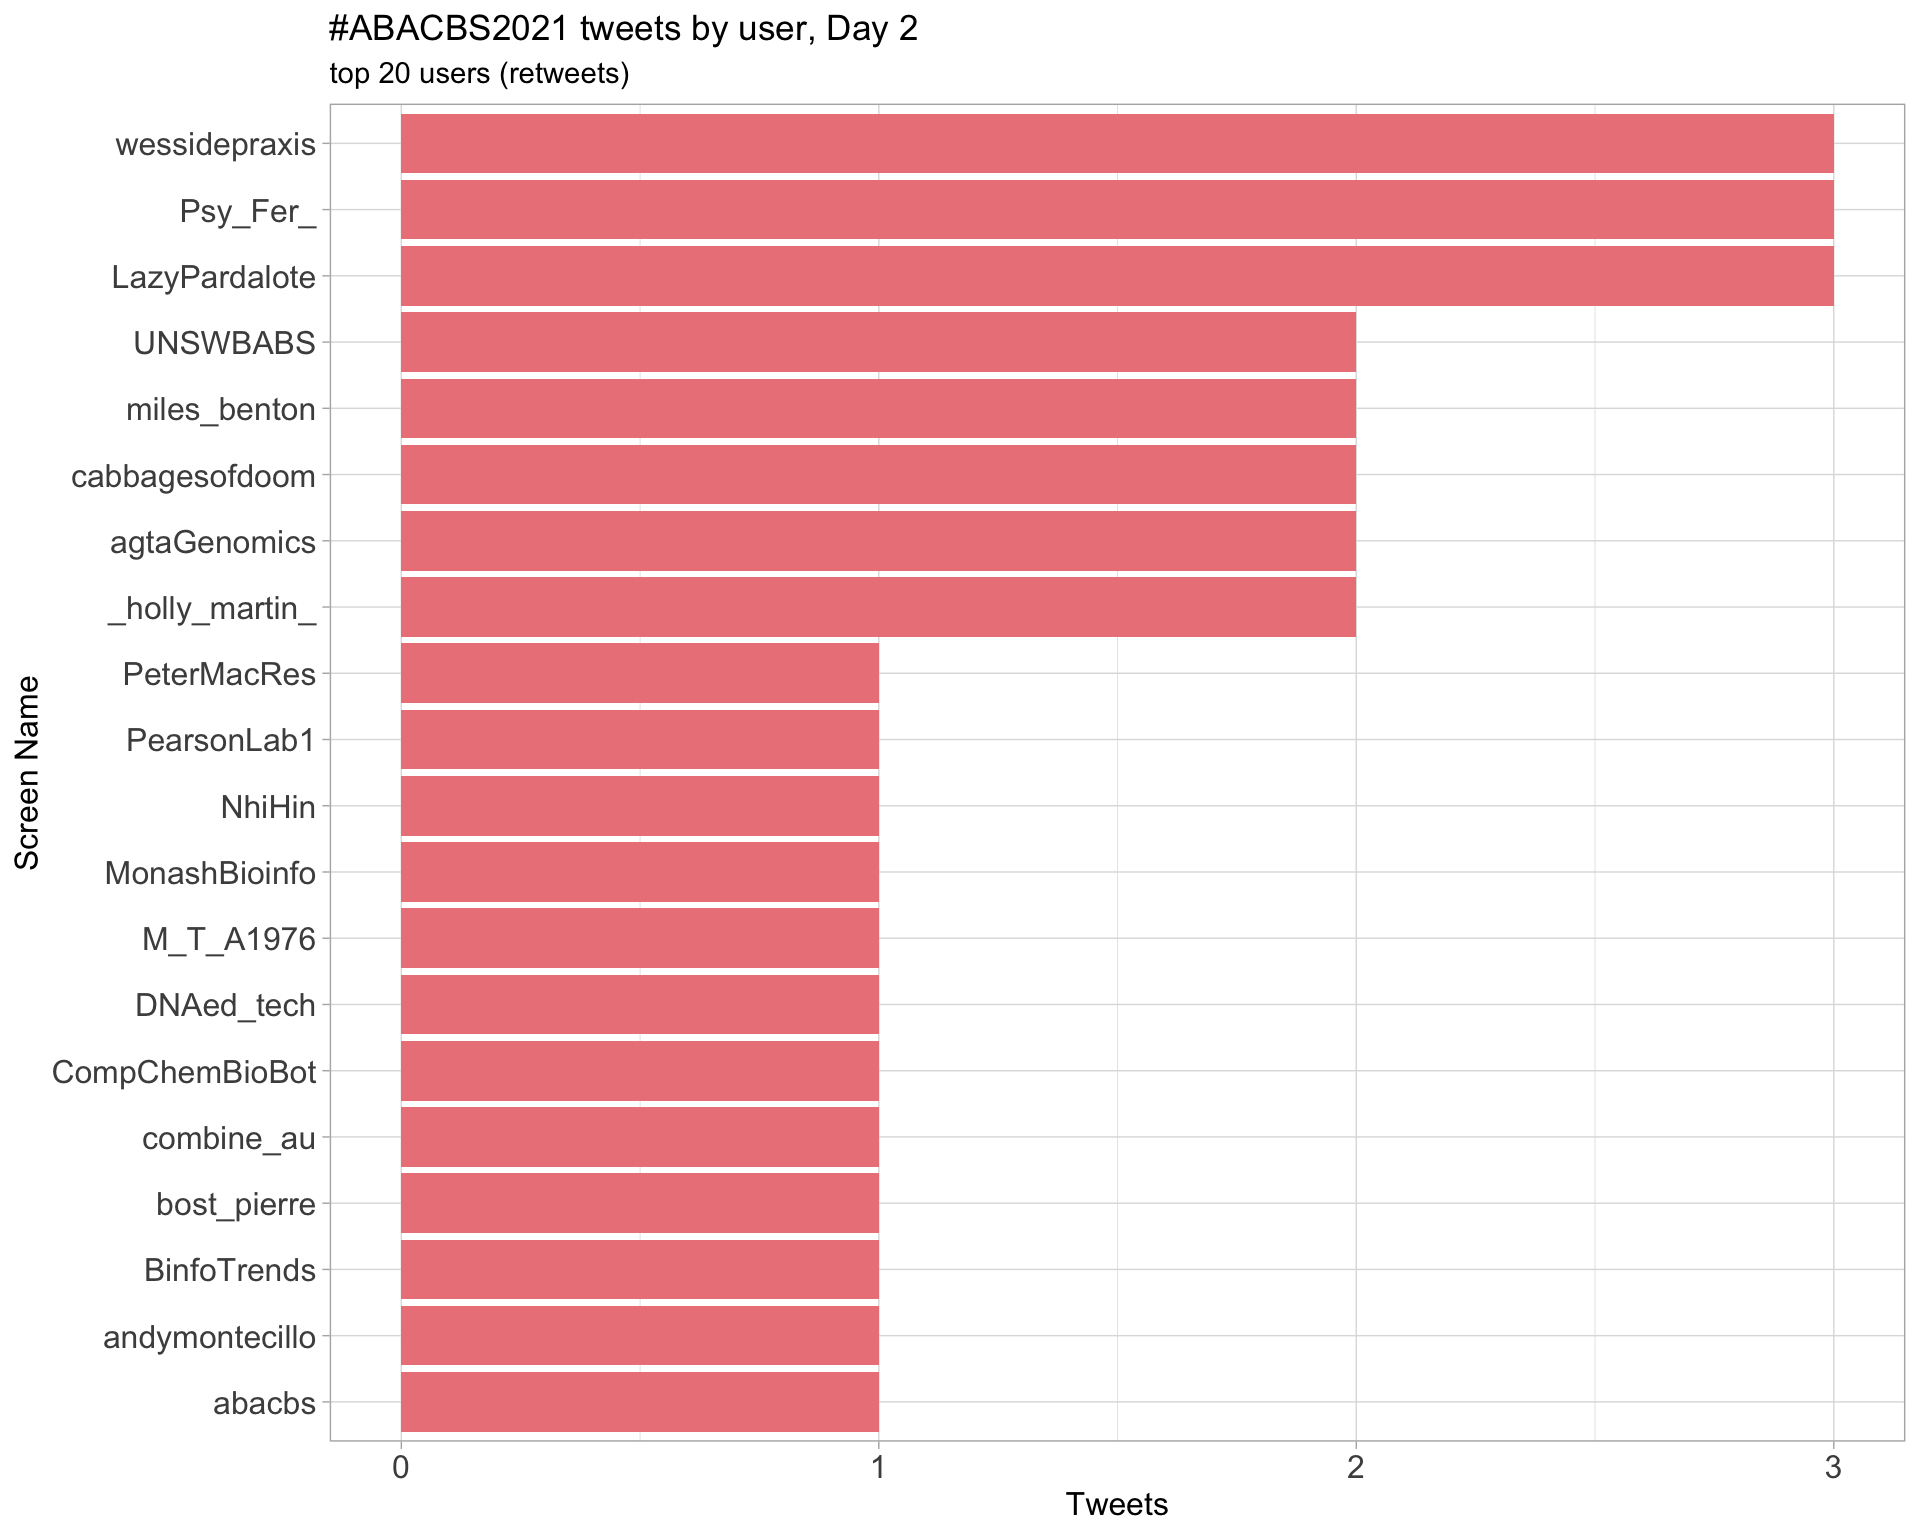 #ABACBS2021 tweets by user, Day 2
top 20 users (retweets)
Screen Name
wessidepraxis
Psy_Fer_
LazyPardalote
UNSWBABS
miles_benton
cabbagesofdoom
agtaGenomics
_holly_martin_
PeterMacRes
PearsonLab1
NhiHin
MonashBioinfo
M_T_A1976
DNAed_tech
CompChemBioBot
combine_au
bost_pierre
BinfoTrends
andymontecillo
abacbs
0 1 2 3
Tweets